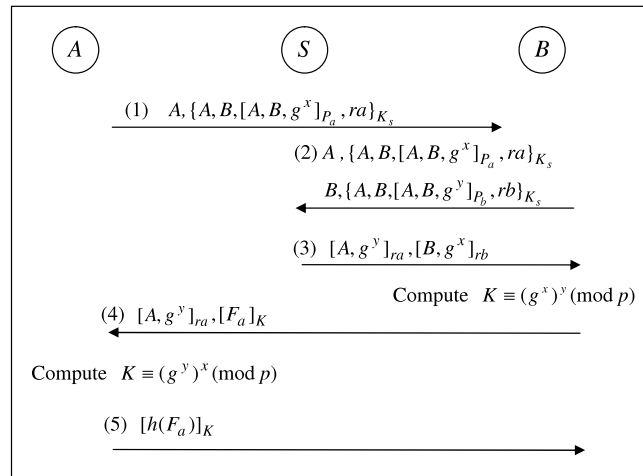 A S B
(1) A,{A,B,[A,B,g^x]_{P_a},ra}_{K_s}
(2) A ,{A,B,[A,B,g^x]_{P_a},ra}_{K_s}
B,{A,B,[A,B,g^y]_{P_b},rb}_{K_s}
(3) [A,g^y]_{ra},[B,g^x]_{rb}
Compute K ≡ (g^x)^y (mod p)
(4) [A,g^y]_{ra},[F_a]_K
Compute K ≡ (g^y)^x (mod p)
(5) [h(F_a)]_K